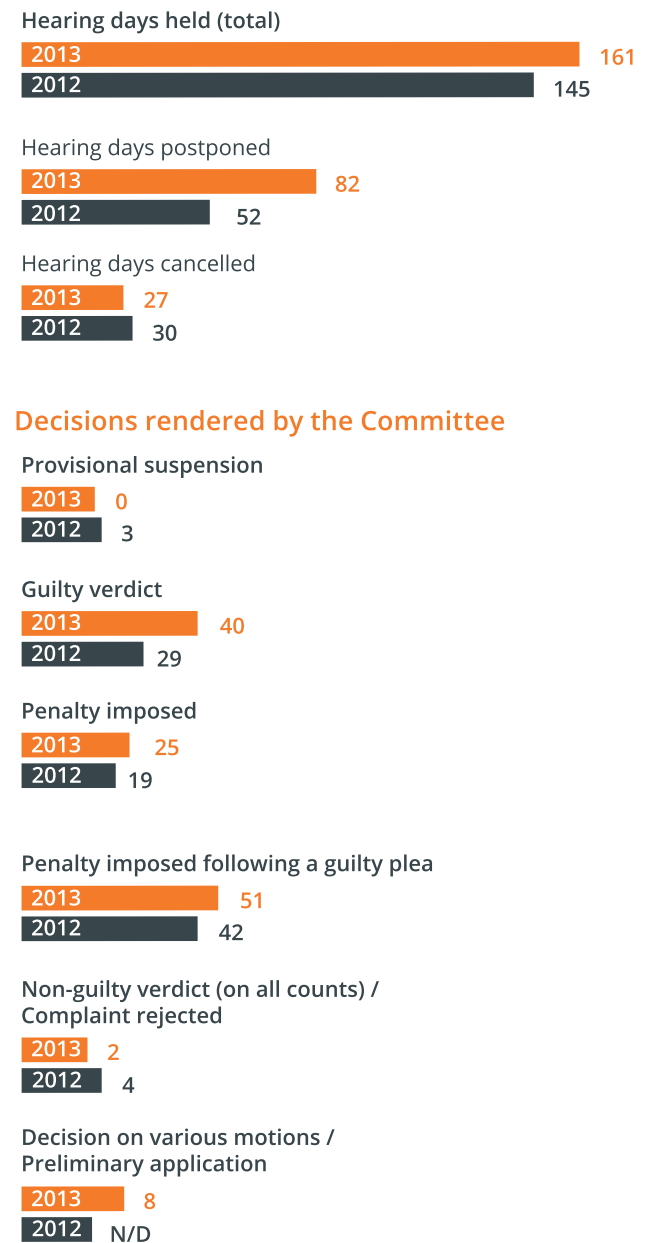 Hearing days held (total)
2013 161
2012 145
Hearing days postponed
2013 82
2012 52
Hearing days cancelled
2013 27
2012 30
Decisions rendered by the Committee
Provisional suspension
2013 0
2012 3
Guilty verdict
2013 40
2012 29
Penalty imposed
2013 25
2012 19
Penalty imposed following a guilty plea
2013 51
2012 42
Non-guilty verdict (on all counts) /
Complaint rejected
2013 2
2012 4
Decision on various motions /
Preliminary application
2013 8
2012 N/D